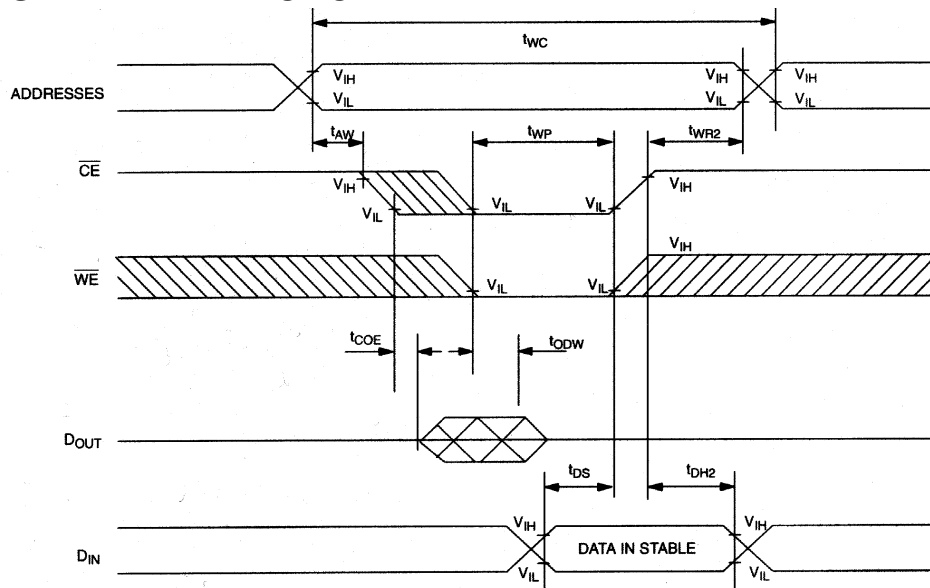 tWC
VIH VIH VIH
ADDRESSES
VIL VIL VIL
tAW tWP tWR2
CE
VIH VIH
VIL VIL VIL
VIH
WE
VIL VIL
tCOE tODW
DOUT
tDS tDH2
VIH VIH
DIN DATA IN STABLE
VIL VIL